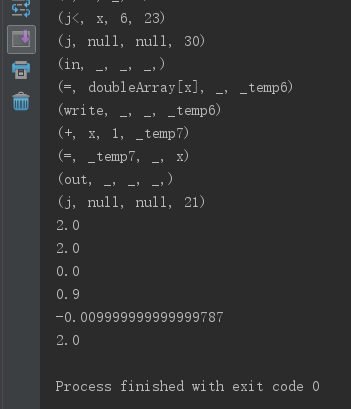 (j<, x, 6, 23)
(j, null, null, 30)
(in, _, _, _,)
(=, doubleArray[x], _, _temp6)
(write, _, _, _temp6)
(+, x, 1, _temp7)
(=, _temp7, _, x)
(out, _, _, _,)
(j, null, null, 21)
2.0
2.0
0.0
0.9
-0.009999999999999787
2.0
Process finished with exit code 0